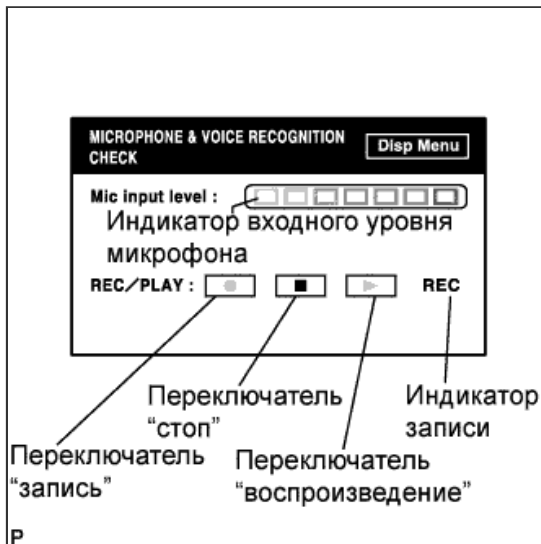 MICROPHONE & VOICE RECOGNITION
CHECK
Disp Menu
Mic input level :
Индикатор входного уровня
микрофона
REC/PLAY :
REC
Переключатель
“стоп”
Индикатор
записи
Переключатель
“запись”
Переключатель
“воспроизведение”
P